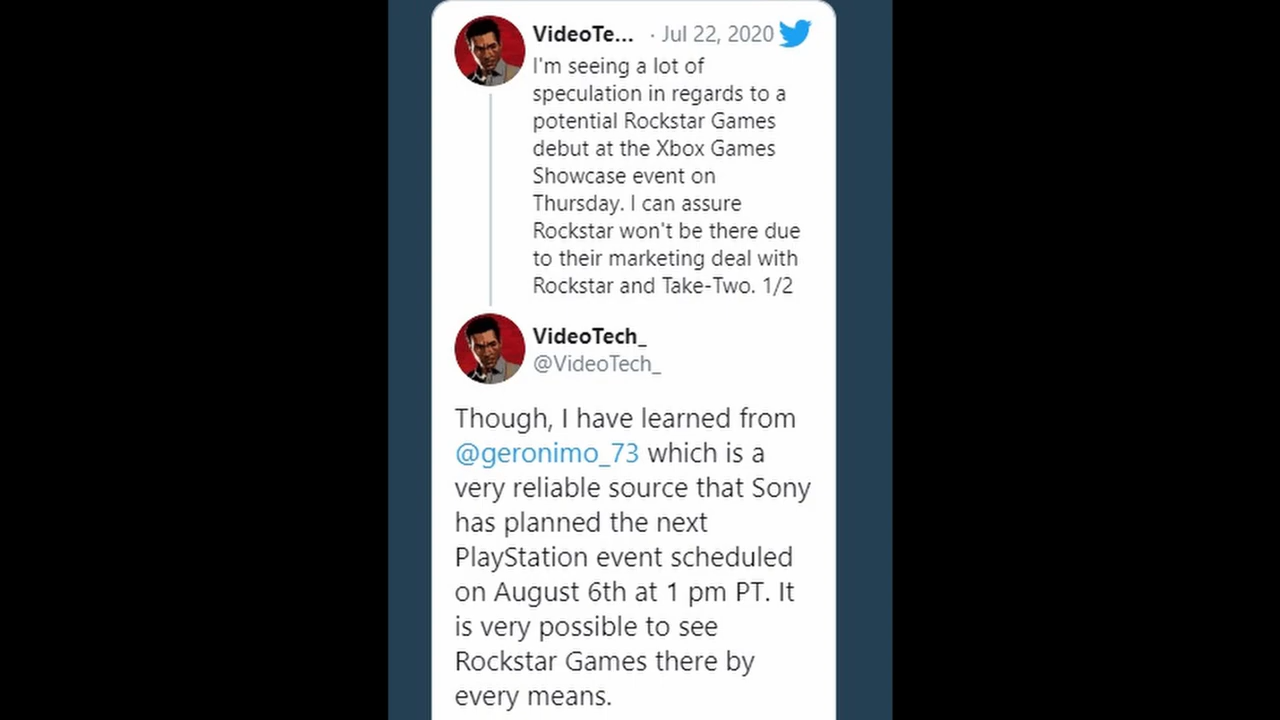 VideoTe... · Jul 22, 2020
I'm seeing a lot of
speculation in regards to a
potential Rockstar Games
debut at the Xbox Games
Showcase event on
Thursday. I can assure
Rockstar won't be there due
to their marketing deal with
Rockstar and Take-Two. 1/2
VideoTech_
@VideoTech_
Though, I have learned from
@geronimo_73 which is a
very reliable source that Sony
has planned the next
PlayStation event scheduled
on August 6th at 1 pm PT. It
is very possible to see
Rockstar Games there by
every means.